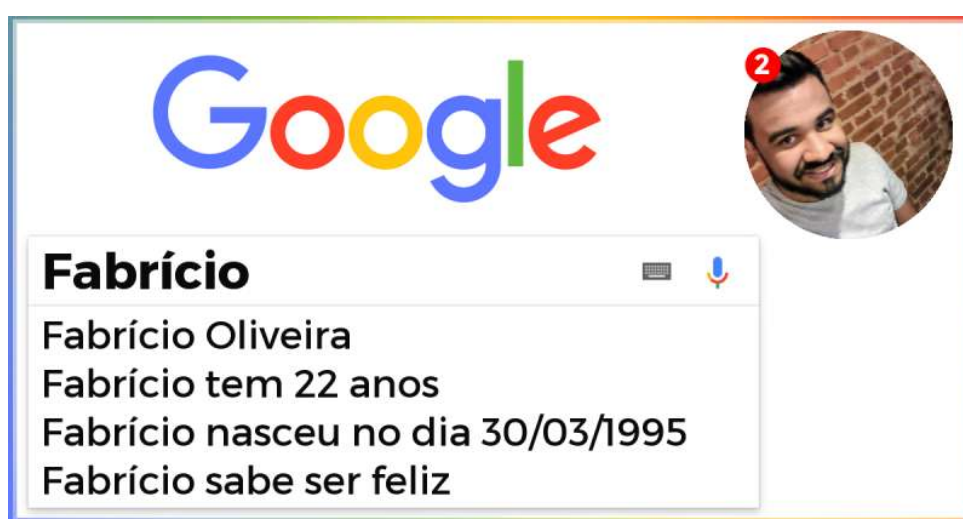 Google
2
Fabrício
Fabrício Oliveira
Fabrício tem 22 anos
Fabrício nasceu no dia 30/03/1995
Fabrício sabe ser feliz